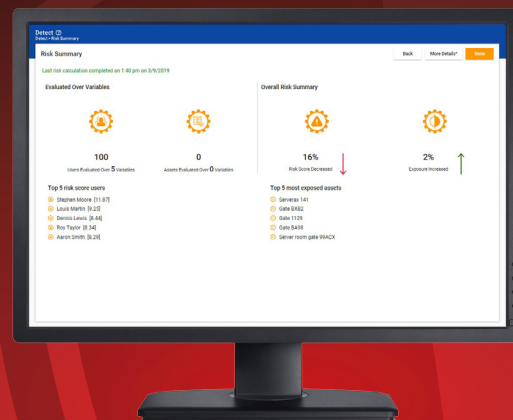 Detect
Detect • Risk Summary
Risk Summary
Back
More Details*
Done
Last risk calculation completed on 1:40 pm on 3/9/2019
Evaluated Over Variables
Overall Risk Summary
100
Users Evaluated Over 5 Variables
0
Assets Evaluated Over 0 Variables
16%
Risk Score Decreased
2%
Exposure Increased
Top 5 risk score users
Stephen Moore [11.87]
Louis Martin [9.25]
Dennis Lewis [8.44]
Roy Taylor [8.34]
Aaron Smith [8.28]
Top 5 most exposed assets
Serverax 141
Gate BXB2
Gate 1129
Gate BA98
Server room gate 99ACX